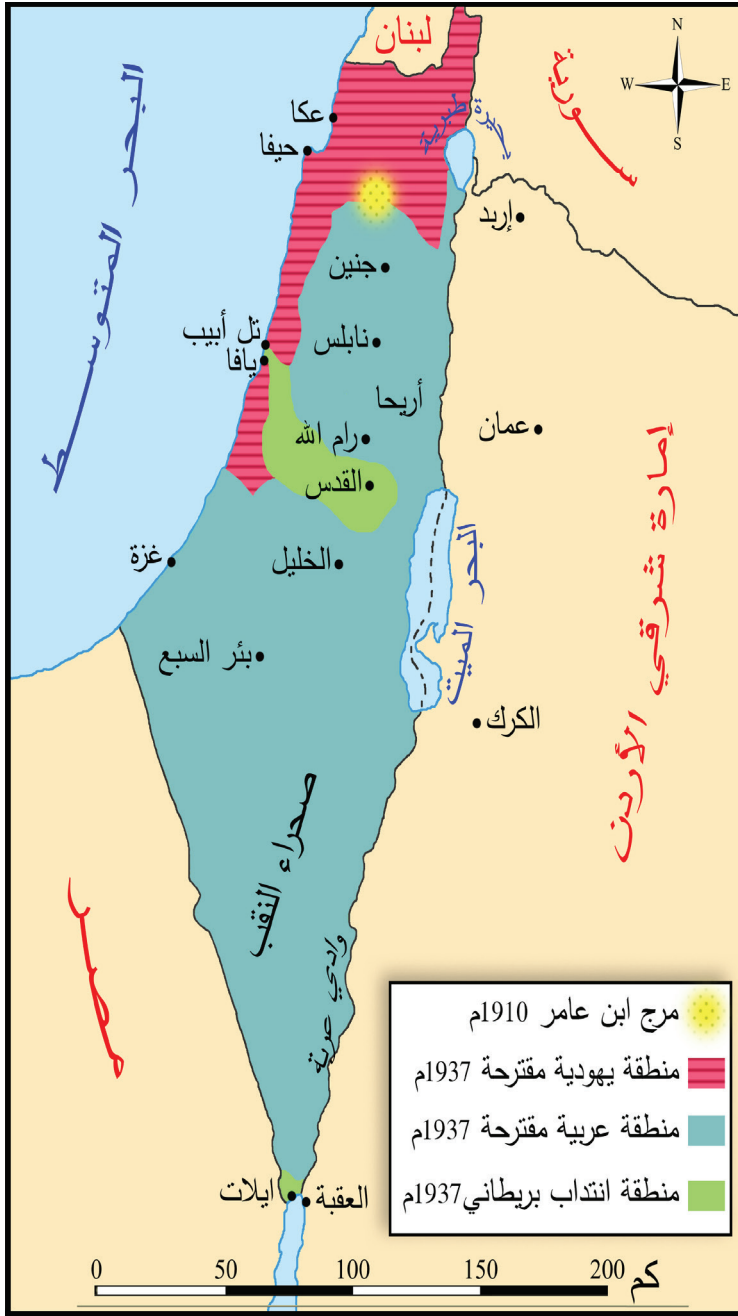 لبنان
سورية
البحر المتوسط
بحيرة طبرية
N
W
E
S
عكا
حيفا
إربد
جنين
تل أبيب
نابلس
يافا
أريحا
عمان
رام الله
القدس
غزة
الخليل
البحر الميت
بئر السبع
الكرك
إمارة شرقي الأردن
صحراء النقب
وادي عربة
مصر
ايلات
العقبة
مرج ابن عامر 1910م
منطقة يهودية مقترحة 1937م
منطقة عربية مقترحة 1937م
منطقة انتداب بريطاني1937م
0 50 100 150 200 كم